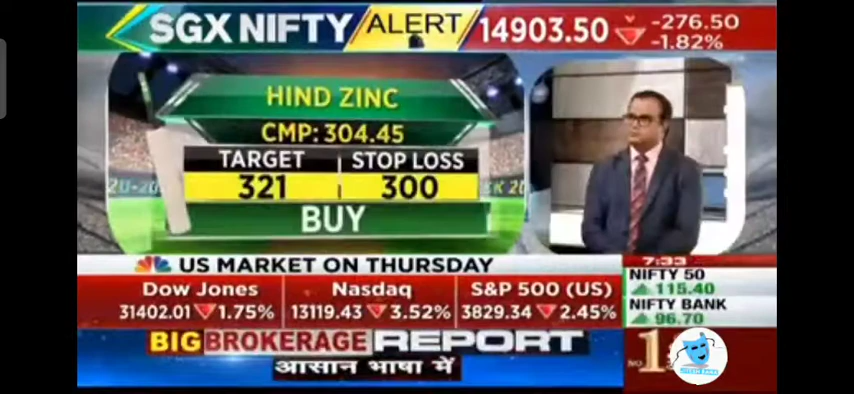 SGX NIFTY
ALERT
14903.50
-276.50
-1.82%
HIND ZINC
CMP: 304.45
TARGET
STOP LOSS
321
300
BUY
US MARKET ON THURSDAY
7:33
Dow Jones
Nasdaq
S&P 500 (US)
31402.01 1.75%
13119.43 3.52%
3829.34 2.45%
NIFTY 50
115.40
NIFTY BANK
96.70
BIG BROKERAGE REPORT
आसान भाषा में
NO. 1